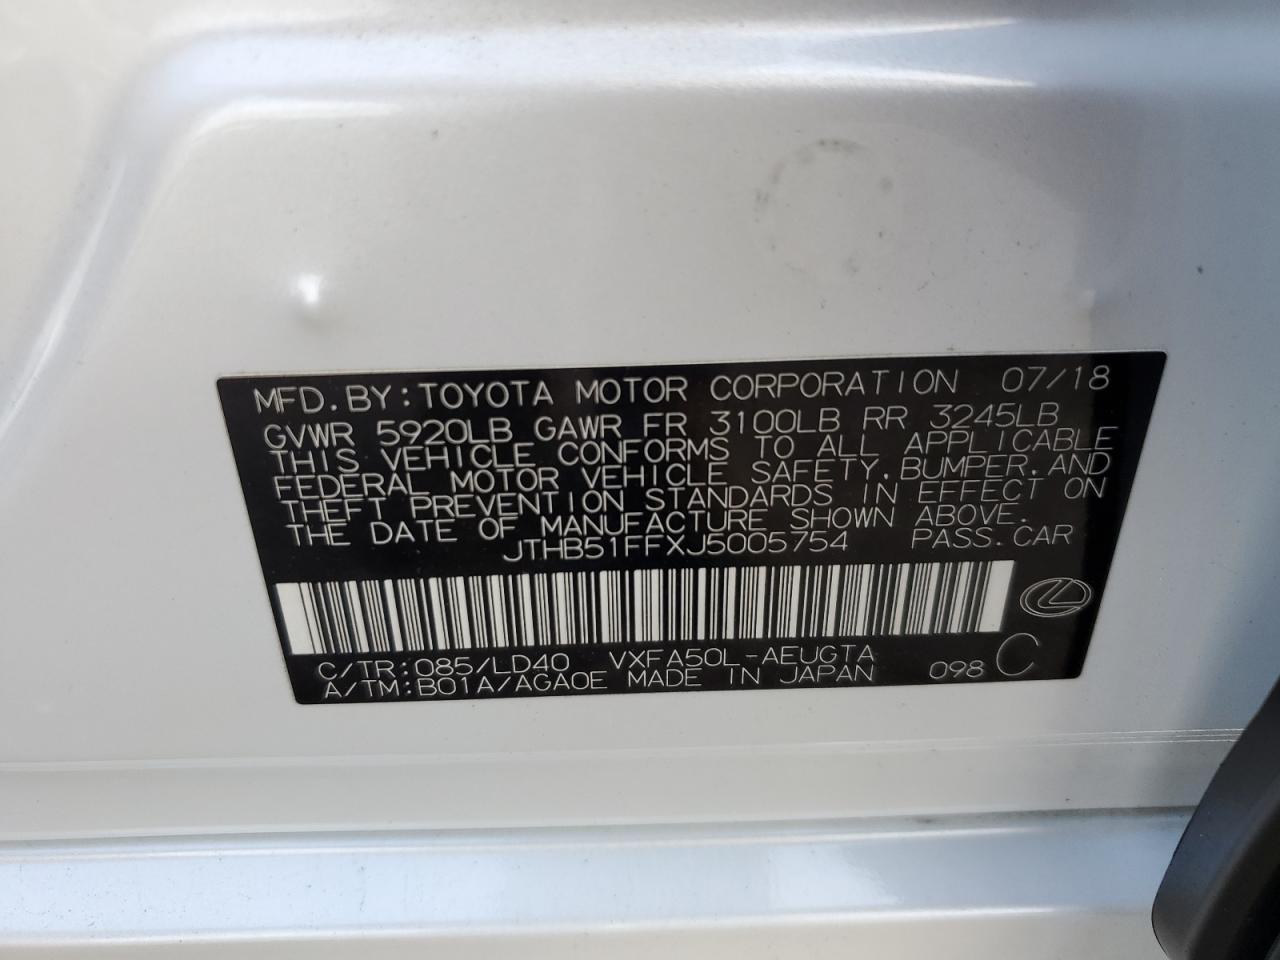 MFD. BY: TOYOTA MOTOR CORPORATION 07/18
GVWR 5920LB GAWR FR 3100LB RR 3245LB
THIS VEHICLE CONFORMS TO ALL APPLICABLE
FEDERAL MOTOR VEHICLE SAFETY, BUMPER, AND
THEFT PREVENTION STANDARDS IN EFFECT ON
THE DATE OF MANUFACTURE SHOWN ABOVE.
JTHB51FFXJ5005754 PASS. CAR
C/TR: 085/LD40 VXFA50L-AEUGTA
A/TM: B01A/AGA0E MADE IN JAPAN 098 C